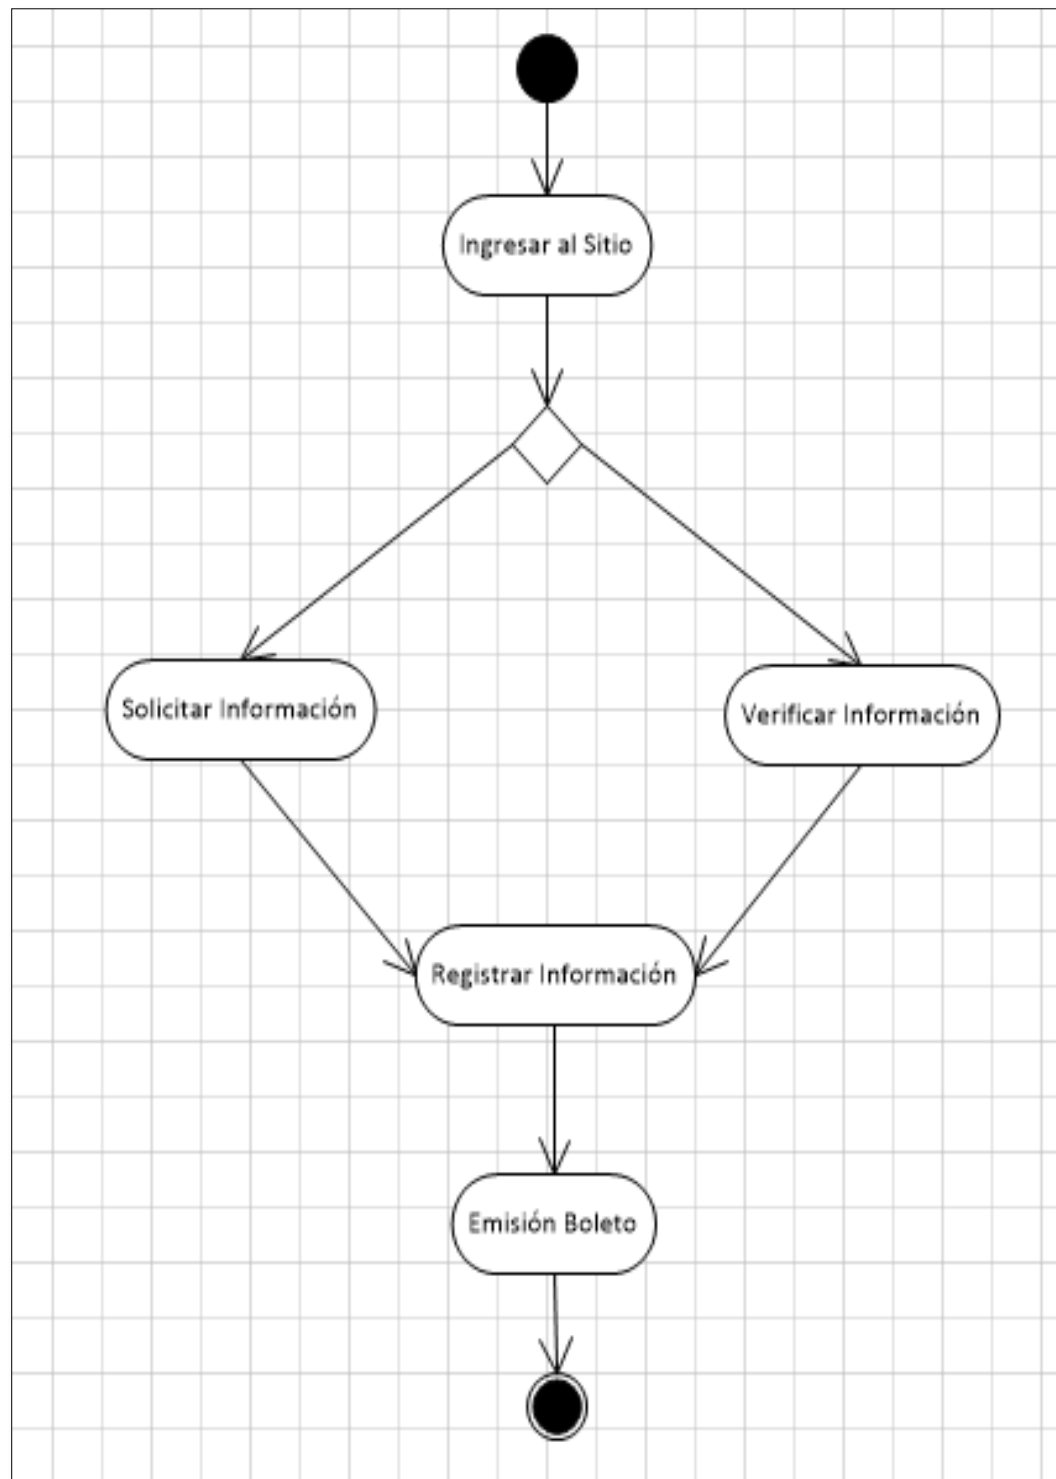 Ingresar al Sitio
Solicitar Información
Verificar Información
Registrar Información
Emisión Boleto